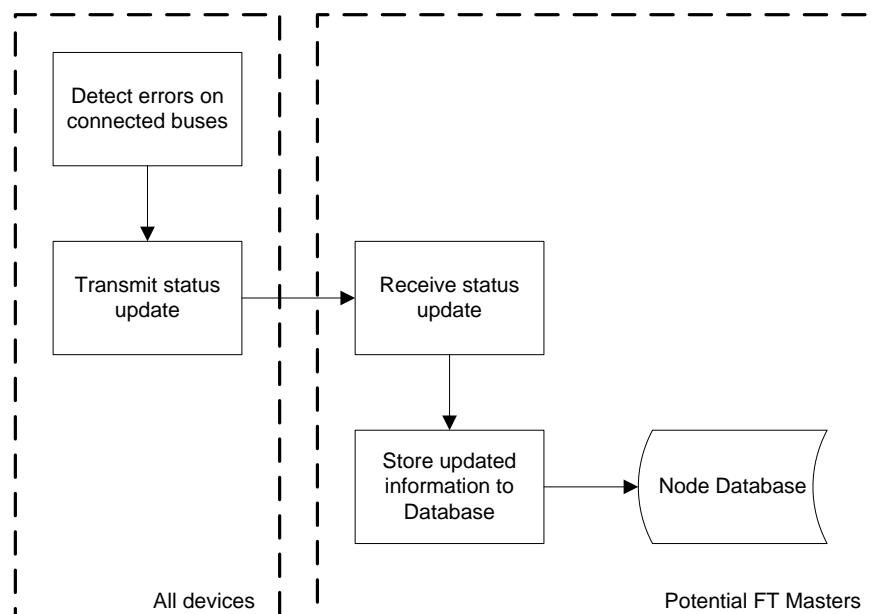 Detect errors on
connected buses
Transmit status
update
Receive status
update
Store updated
information to
Database
Node Database
All devices
Potential FT Masters